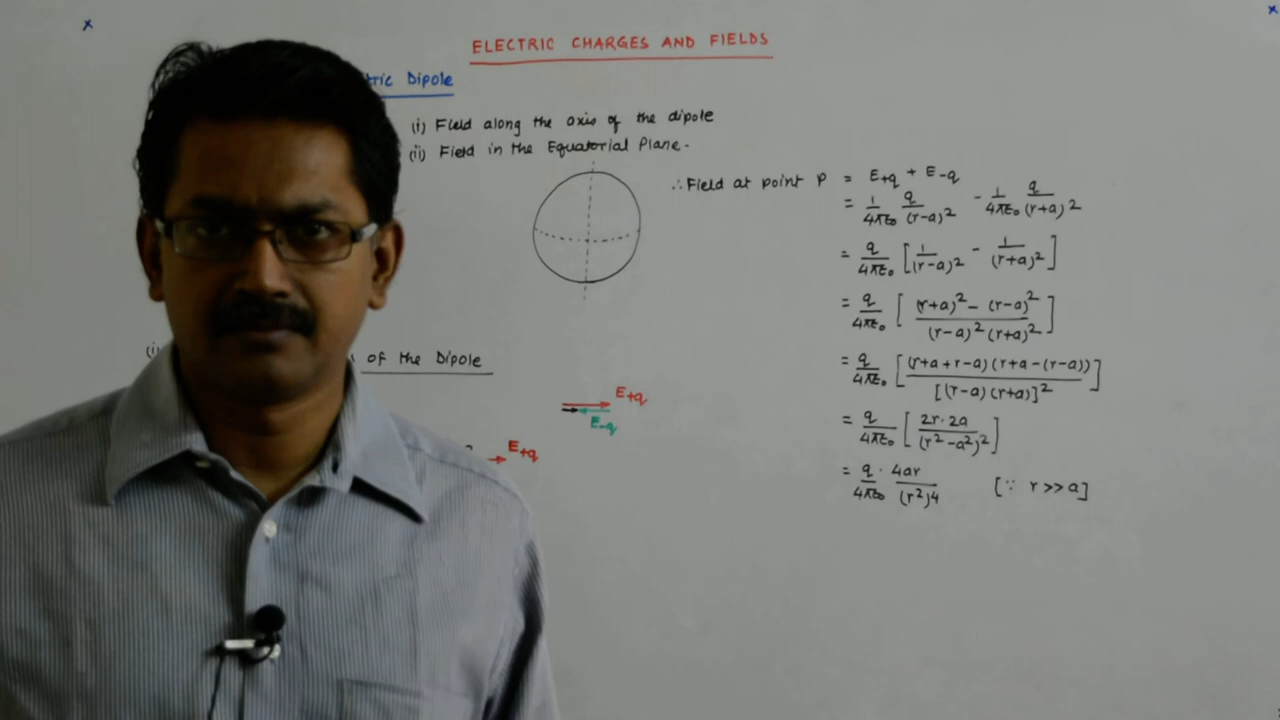 ELECTRIC CHARGES AND FIELDS
tric Dipole
(i) Field along the axis of the dipole
(ii) Field in the Equatorial Plane.
(i)
of the Dipole
E+q
E-q
E+q
∴ Field at point P = E+q + E-q
= 1/4πε₀ q/(r-a)² - 1/4πε₀ q/(r+a)²
= q/4πε₀ [1/(r-a)² - 1/(r+a)²]
= q/4πε₀ [((r+a)² - (r-a)²)/((r-a)² (r+a)²)]
= q/4πε₀ [((r+a+r-a)(r+a-(r-a)))/[(r-a)(r+a)]²]
= q/4πε₀ [2r·2a/(r²-a²)²]
= q/4πε₀ · 4ar/(r²)4 [∵ r>>a]